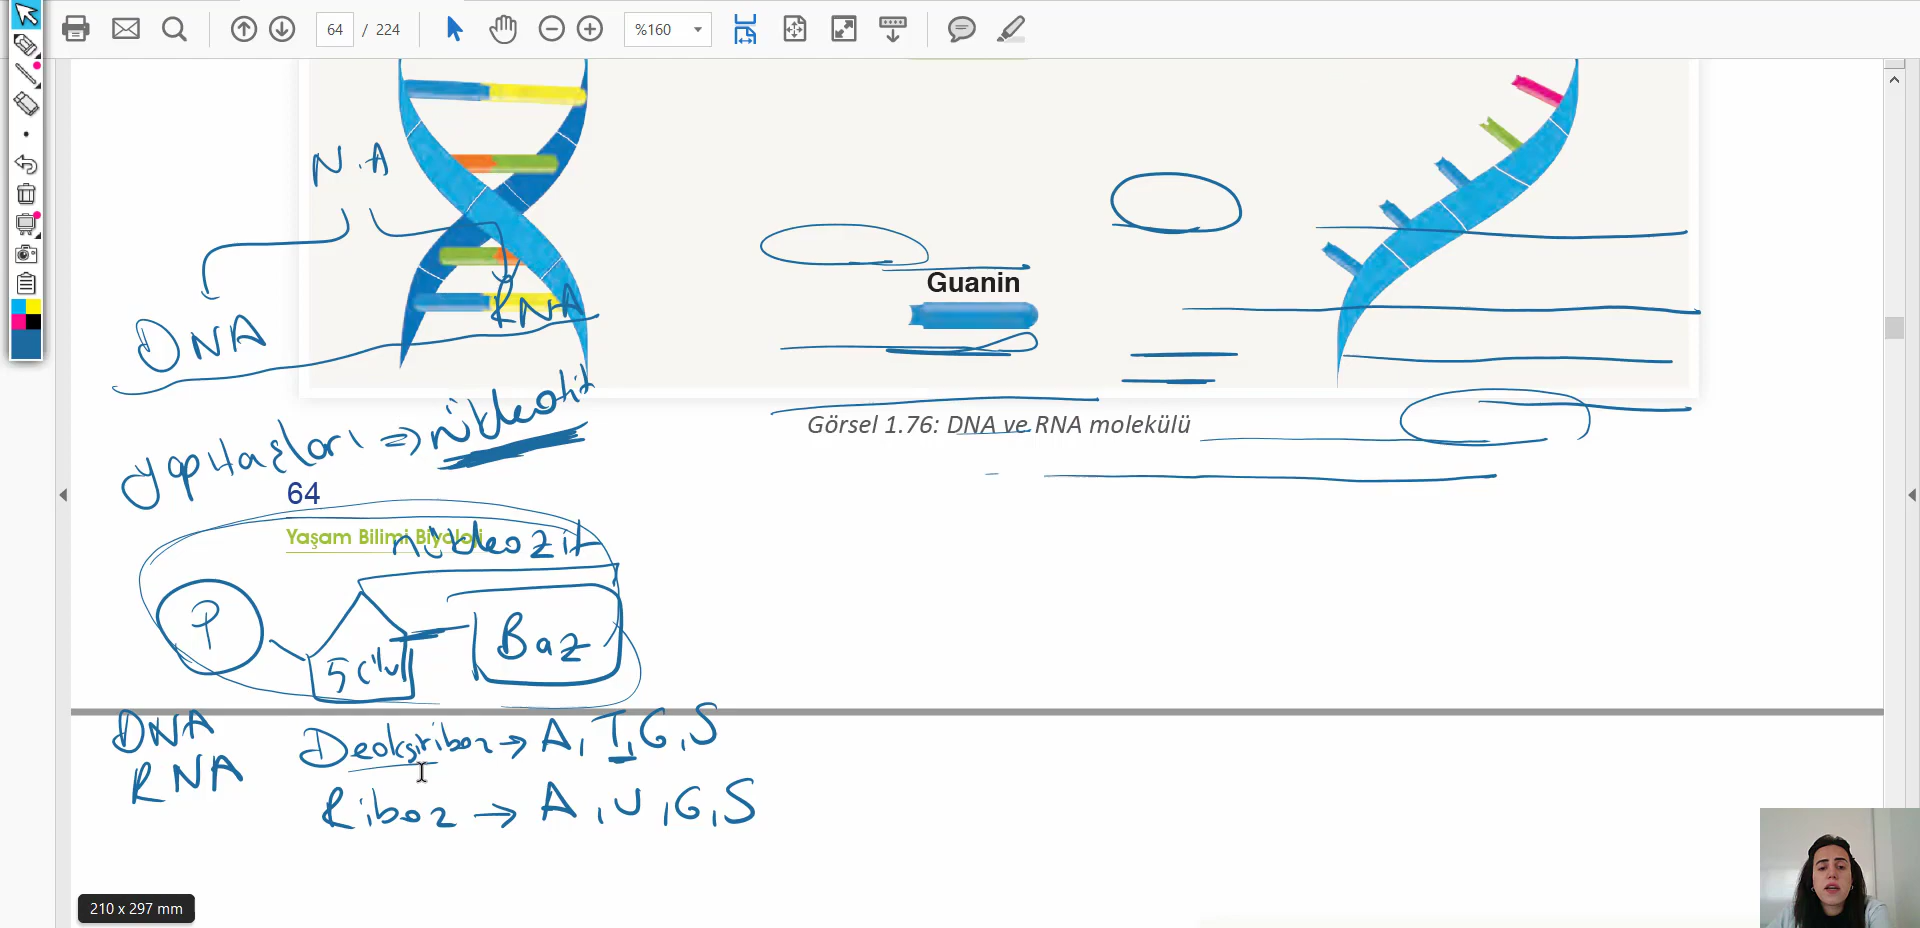 64 / 224
%160
N.A
DNA
RNA
Guanin
Görsel 1.76: DNA ve RNA molekülü
yapıtaşları => nükleotit
64
Yaşam Bilimi Biyoloji
nükleozit
P
5C'lu
Baz
DNA Deoksiriboz → A, T, G, S
RNA Riboz → A, U, G, S
210 x 297 mm